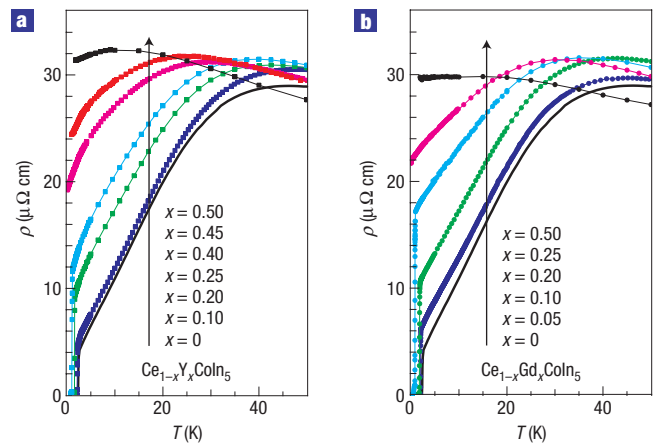 a
ρ (μ Ω cm)
30
20
10
0
0
20
40
T (K)
x = 0.50
x = 0.45
x = 0.40
x = 0.25
x = 0.20
x = 0.10
x = 0
Ce₁₋ₓYₓCoIn₅
b
ρ (μ Ω cm)
30
20
10
0
0
20
40
T (K)
x = 0.50
x = 0.25
x = 0.20
x = 0.10
x = 0.05
x = 0
Ce₁₋ₓGdₓCoIn₅